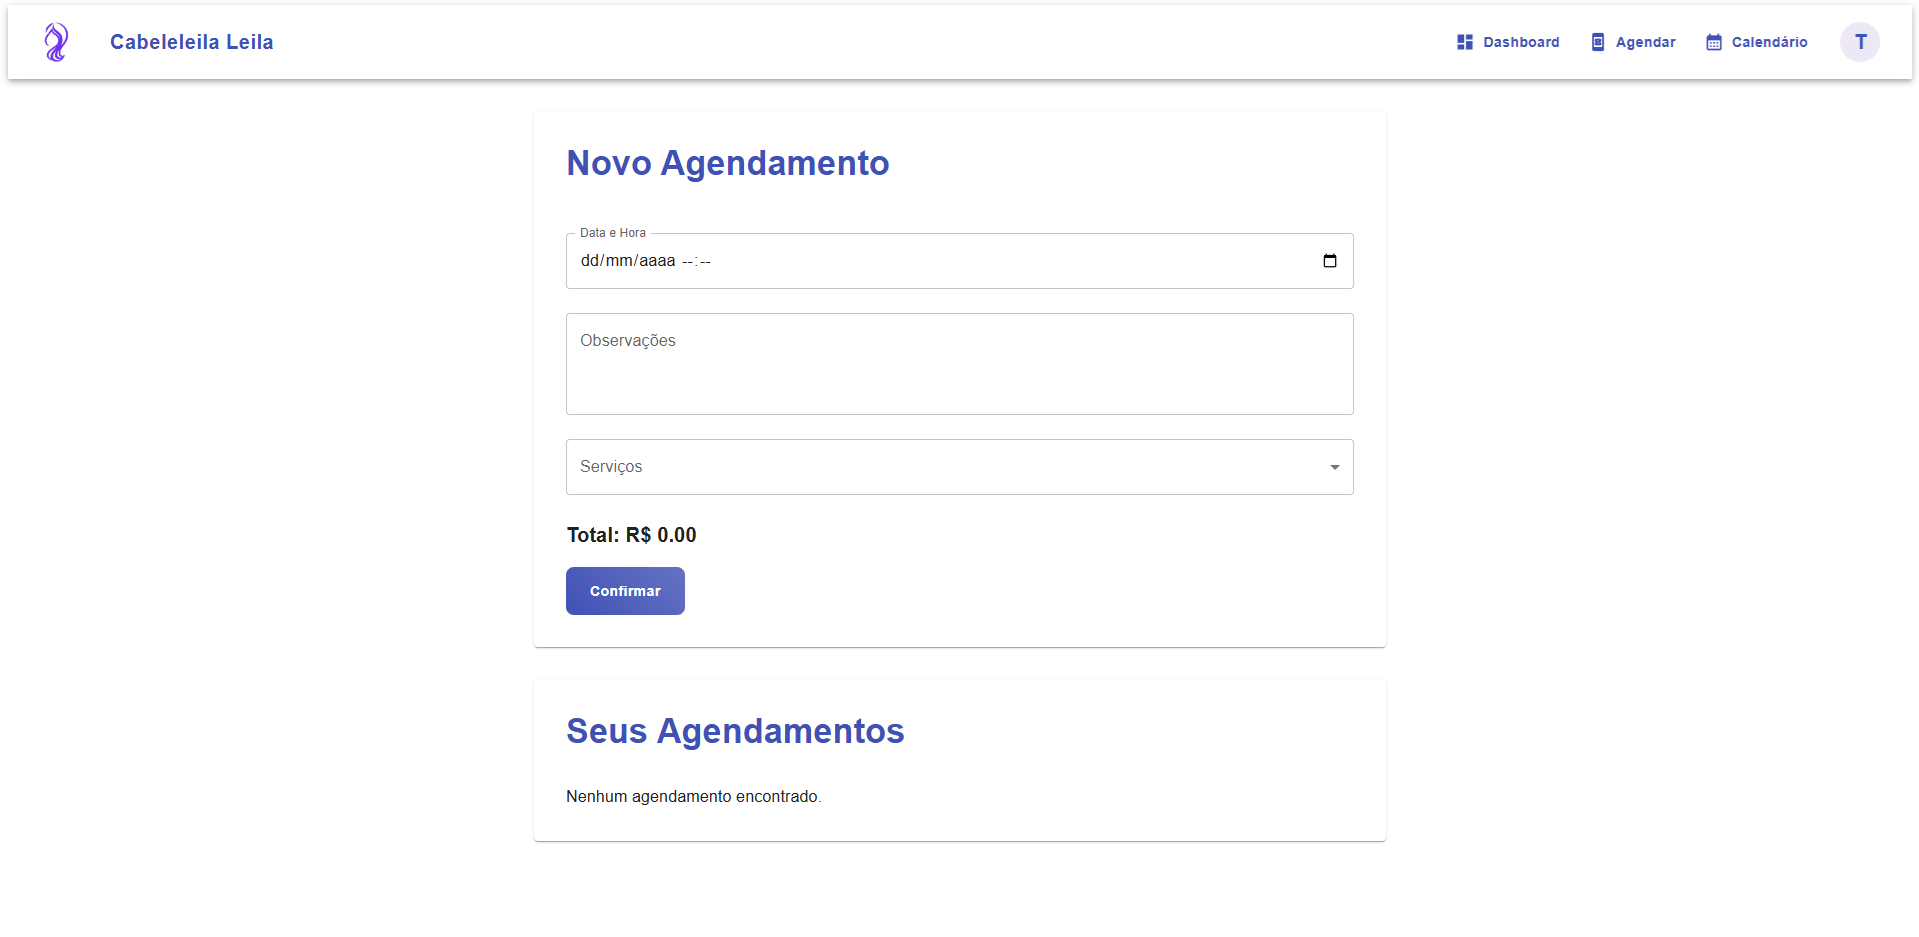 Cabeleleila Leila
Dashboard
Agendar
Calendário
T
Novo Agendamento
Data e Hora
dd/mm/aaaa --:--
Observações
Serviços
Total: R$ 0.00
Confirmar
Seus Agendamentos
Nenhum agendamento encontrado.